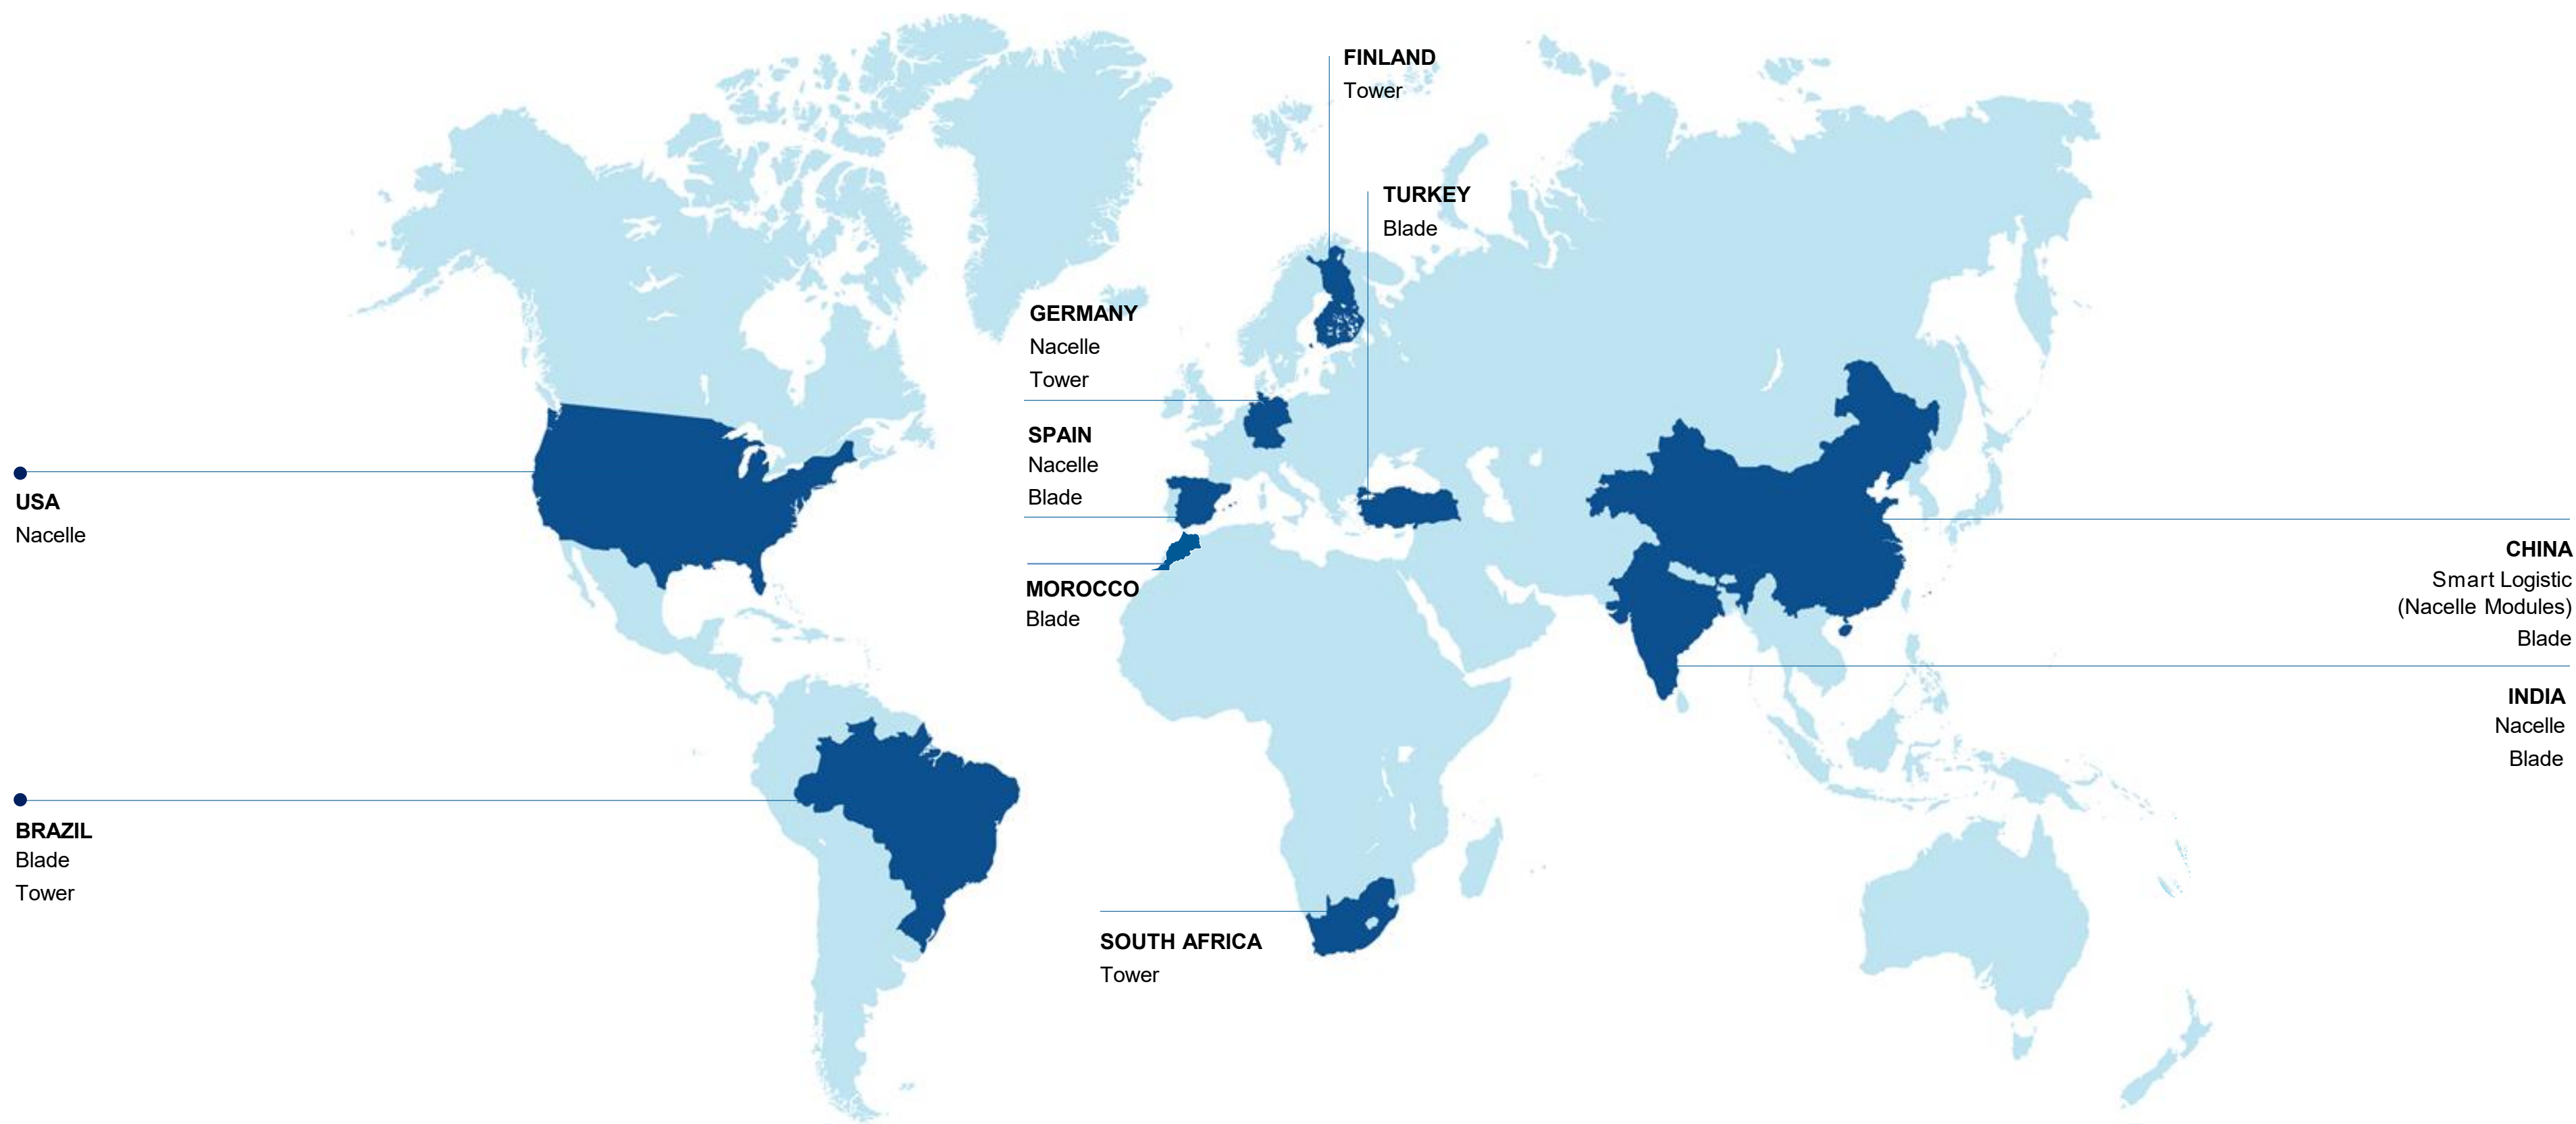 FINLAND
Tower
TURKEY
Blade
GERMANY
Nacelle
Tower
SPAIN
Nacelle
Blade
MOROCCO
Blade
USA
Nacelle
BRAZIL
Blade
Tower
SOUTH AFRICA
Tower
CHINA
Smart Logistic
(Nacelle Modules)
Blade
INDIA
Nacelle
Blade